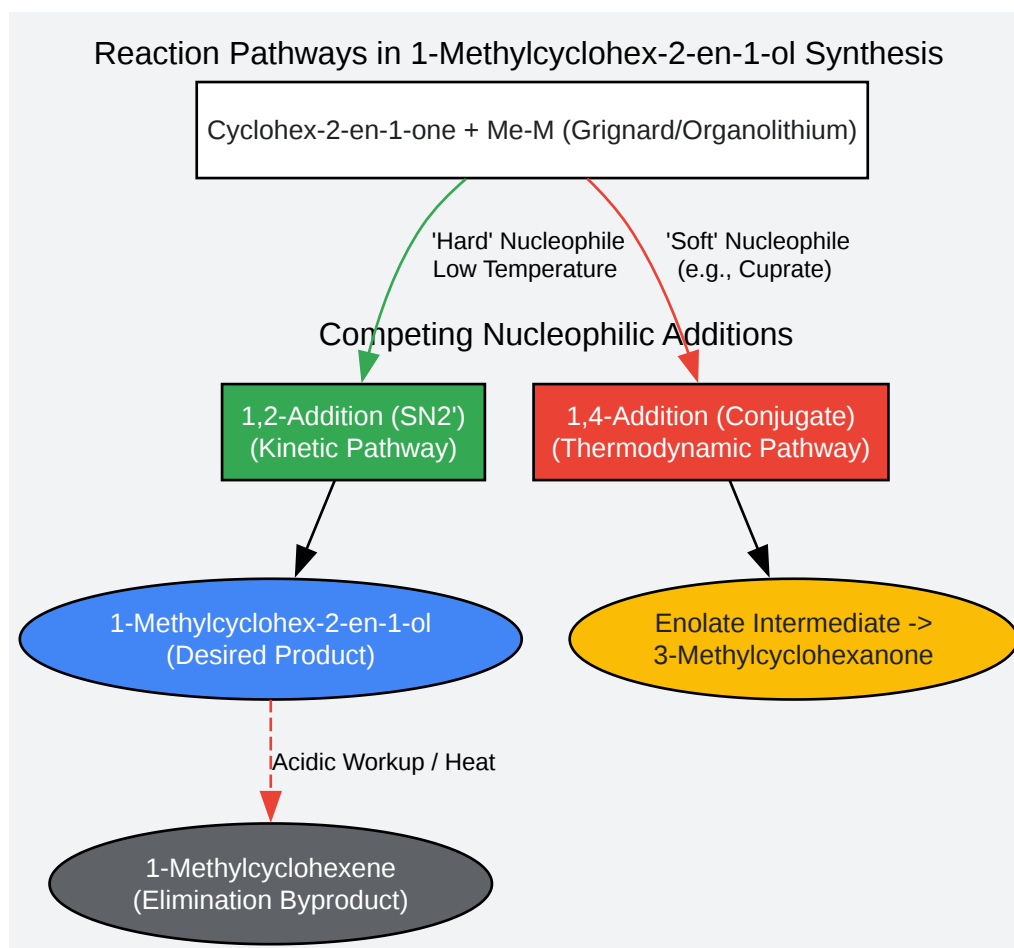 Reaction Pathways in 1-Methylcyclohex-2-en-1-ol Synthesis
Cyclohex-2-en-1-one + Me-M (Grignard/Organolithium)
'Hard' Nucleophile
Low Temperature
'Soft' Nucleophile
(e.g., Cuprate)
Competing Nucleophilic Additions
1,2-Addition (SN2')
(Kinetic Pathway)
1,4-Addition (Conjugate)
(Thermodynamic Pathway)
1-Methylcyclohex-2-en-1-ol
(Desired Product)
Enolate Intermediate ->
3-Methylcyclohexanone
Acidic Workup / Heat
1-Methylcyclohexene
(Elimination Byproduct)